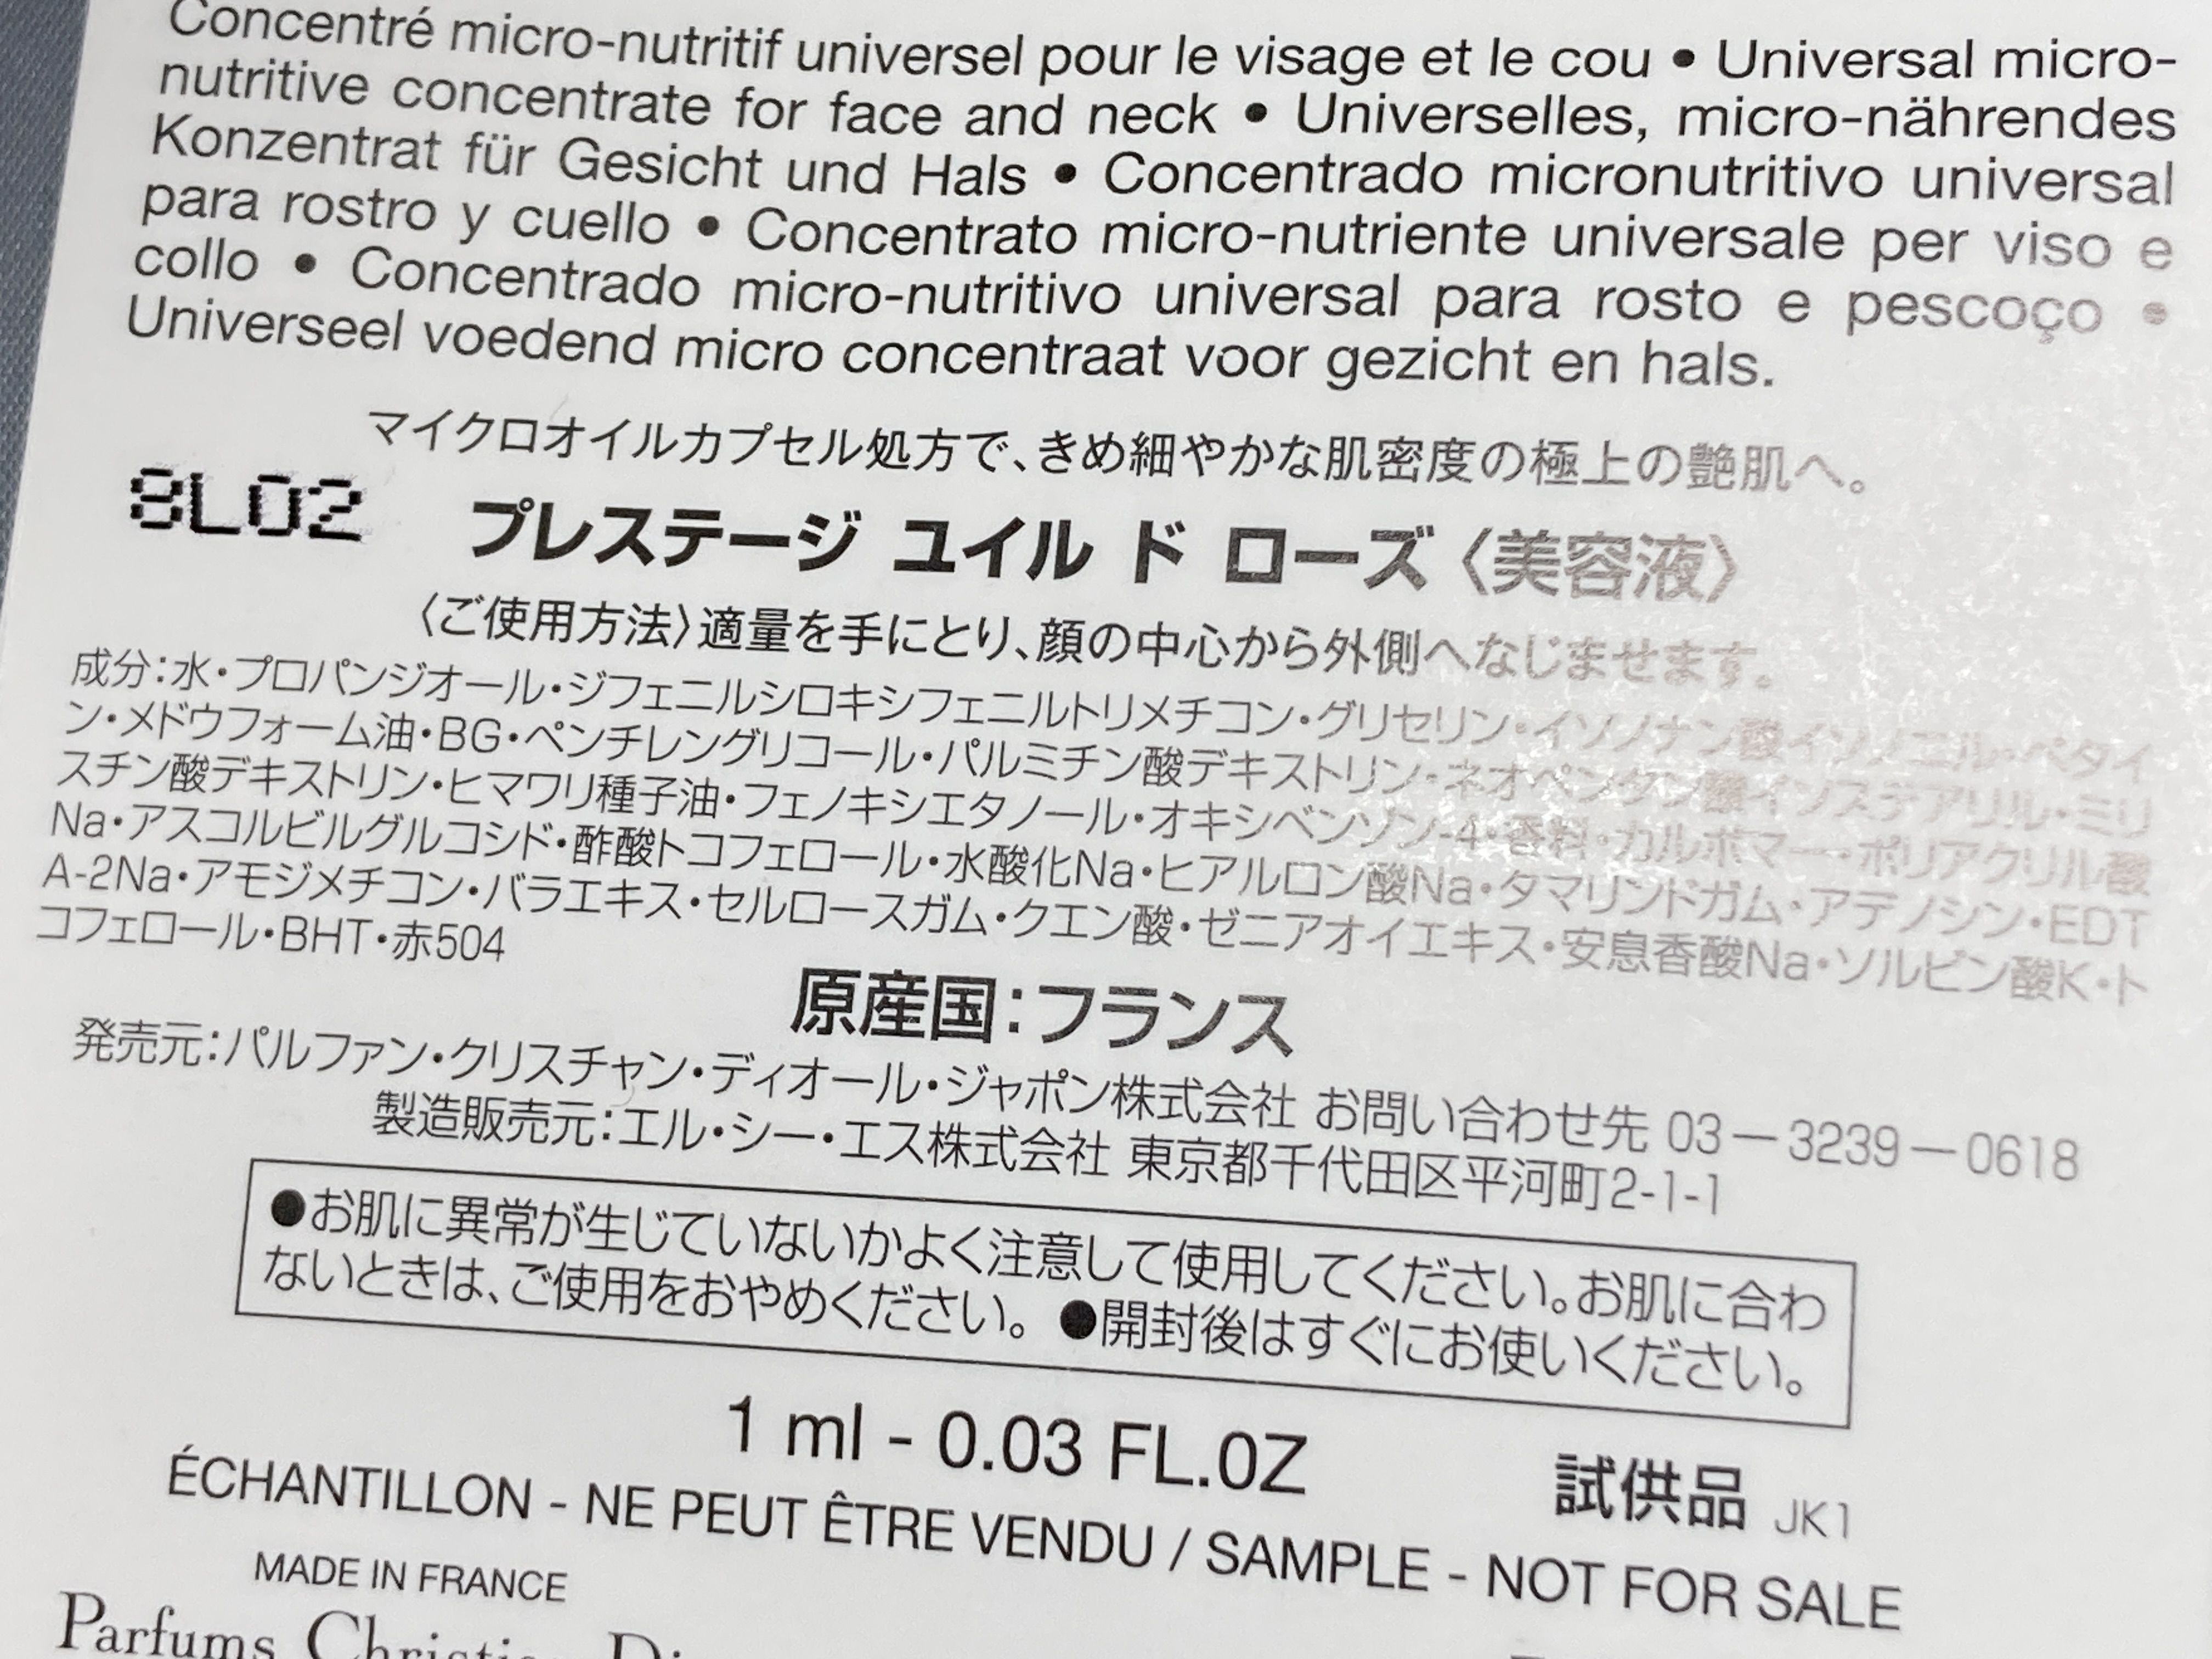 Concentré micro-nutritif universel pour le visage et le cou • Universal micro-
nutritive concentrate for face and neck • Universelles, micro-nährendes
Konzentrat für Gesicht und Hals • Concentrado micronutritivo universal
para rostro y cuello • Concentrato micro-nutriente universale per viso e
collo • Concentrado micro-nutritivo universal para rosto e pescoço •
Universeel voedend micro concentraat voor gezicht en hals.
マイクロオイルカプセル処方で、きめ細やかな肌密度の極上の艶肌へ。
8L02
プレステージ ユイル ド ローズ〈美容液〉
〈ご使用方法〉適量を手にとり、顔の中心から外側へなじませます。
成分：水・プロパンジオール・ジフェニルシロキシフェニルトリメチコン・グリセリン・イソノナン酸イソノニル・ベタイ
ン・メドウフォーム油・BG・ペンチレングリコール・パルミチン酸デキストリン・ネオペンタン酸イソステアリル・ミリ
スチン酸デキストリン・ヒマワリ種子油・フェノキシエタノール・オキシベンゾン-4・香料・カルボマー・ポリアクリル酸
Na・アスコルビルグルコシド・酢酸トコフェロール・水酸化Na・ヒアルロン酸Na・タマリンドガム・アデノシン・EDT
A-2Na・アモジメチコン・バラエキス・セルロースガム・クエン酸・ゼニアオイエキス・安息香酸Na・ソルビン酸K・ト
コフェロール・BHT・赤504
原産国：フランス
発売元：パルファン・クリスチャン・ディオール・ジャポン株式会社 お問い合わせ先 03－3239－0618
製造販売元：エル・シー・エス株式会社 東京都千代田区平河町2-1-1
●お肌に異常が生じていないかよく注意して使用してください。お肌に合わ
ないときは、ご使用をおやめください。 ●開封後はすぐにお使いください。
1 ml - 0.03 FL.OZ
試供品 JK1
ÉCHANTILLON - NE PEUT ÊTRE VENDU / SAMPLE - NOT FOR SALE
MADE IN FRANCE
Parfums Christian